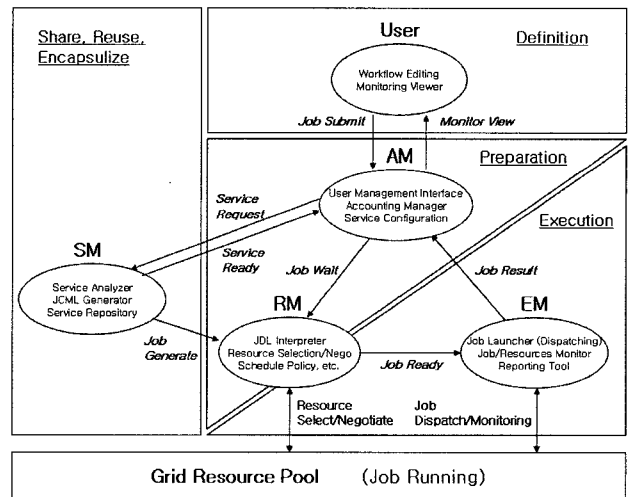 Share, Reuse,
Encapsulize
User
Definition
Workflow Editing
Monitoring Viewer
Job Submit
Monitor View
AM
Preparation
User Management Interface
Accounting Manager
Service Configuration
Service
Request
Execution
SM
Service
Ready
Service Analyzer
JCML Generator
Service Repository
Job Wait
Job Result
RM
EM
Job
Generate
JDL Interpreter
Resource Selection/Nego
Schedule Policy, etc.
Job Ready
Job Launcher (Dispatching)
Job/Resources Monitor
Reporting Tool
Resource
Select/Negotiate
Job
Dispatch/Monitoring
Grid Resource Pool (Job Running)